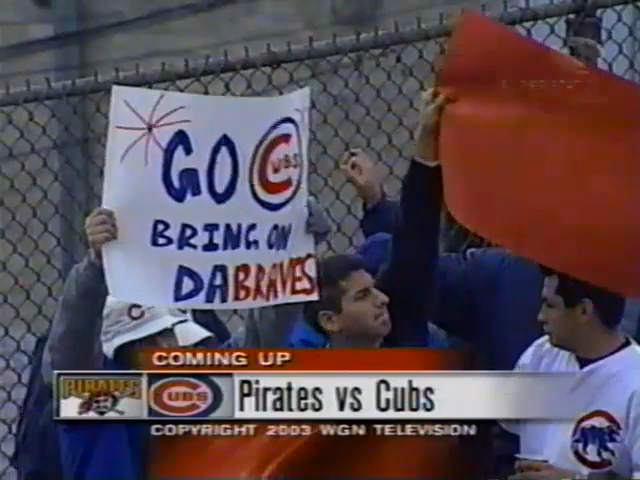 GO CUBS
BRING ON
DA BRAVES
COMING UP
PIRATES
CUBS
Pirates vs Cubs
COPYRIGHT 2003 WGN TELEVISION